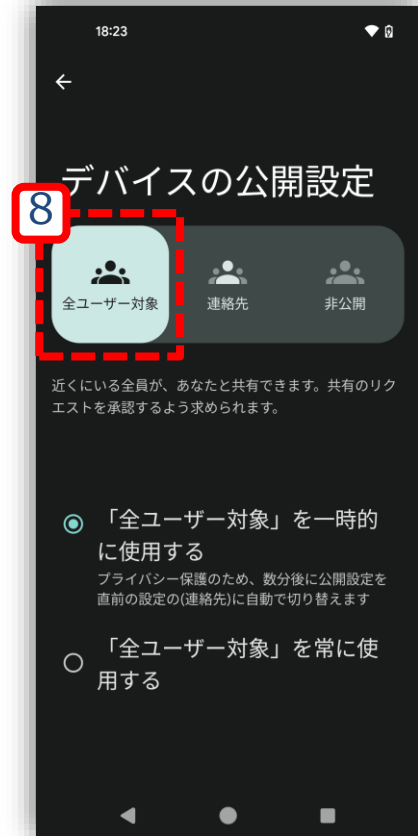 18:23
デバイスの公開設定
8
全ユーザー対象
連絡先
非公開
近くにいる全員が、あなたと共有できます。共有のリク
エストを承認するよう求められます。
「全ユーザー対象」を一時的
に使用する
プライバシー保護のため、数分後に公開設定を
直前の設定の(連絡先)に自動で切り替えます
「全ユーザー対象」を常に使
用する